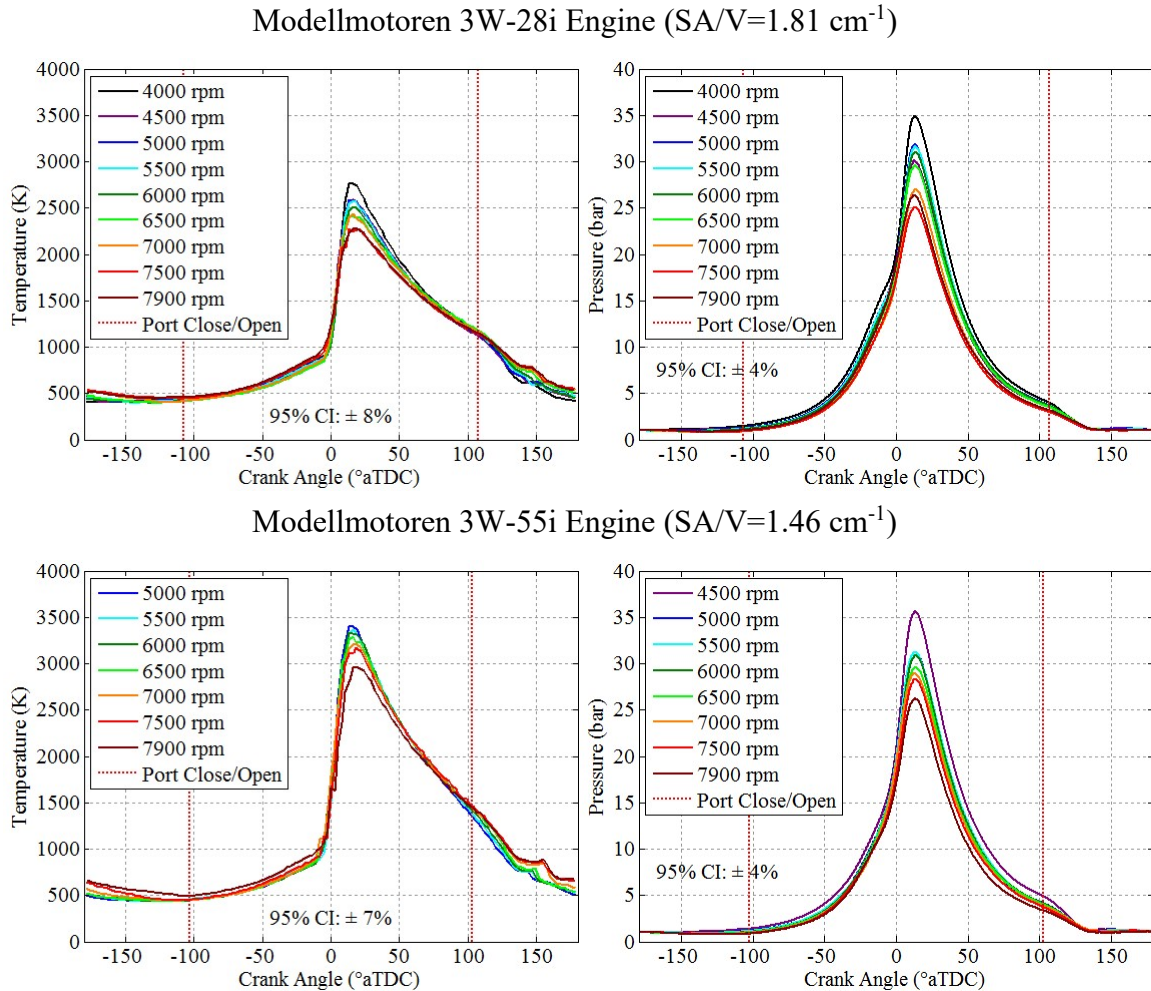 Modellmotoren 3W-28i Engine (SA/V=1.81 cm-1)
4000
3500
3000
2500
2000
1500
1000
500
0
Temperature (K)
4000 rpm
4500 rpm
5000 rpm
5500 rpm
6000 rpm
6500 rpm
7000 rpm
7500 rpm
7900 rpm
Port Close/Open
95% CI: ± 8%
-150 -100 -50 0 50 100 150
Crank Angle (°aTDC)
40
35
30
25
20
15
10
5
0
Pressure (bar)
4000 rpm
4500 rpm
5000 rpm
5500 rpm
6000 rpm
6500 rpm
7000 rpm
7500 rpm
7900 rpm
Port Close/Open
95% CI: ± 4%
-150 -100 -50 0 50 100 150
Crank Angle (°aTDC)
Modellmotoren 3W-55i Engine (SA/V=1.46 cm-1)
4000
3500
3000
2500
2000
1500
1000
500
0
Temperature (K)
5000 rpm
5500 rpm
6000 rpm
6500 rpm
7000 rpm
7500 rpm
7900 rpm
Port Close/Open
95% CI: ± 7%
-150 -100 -50 0 50 100 150
Crank Angle (°aTDC)
40
35
30
25
20
15
10
5
0
Pressure (bar)
4500 rpm
5000 rpm
5500 rpm
6000 rpm
6500 rpm
7000 rpm
7500 rpm
7900 rpm
Port Close/Open
95% CI: ± 4%
-150 -100 -50 0 50 100 150
Crank Angle (°aTDC)